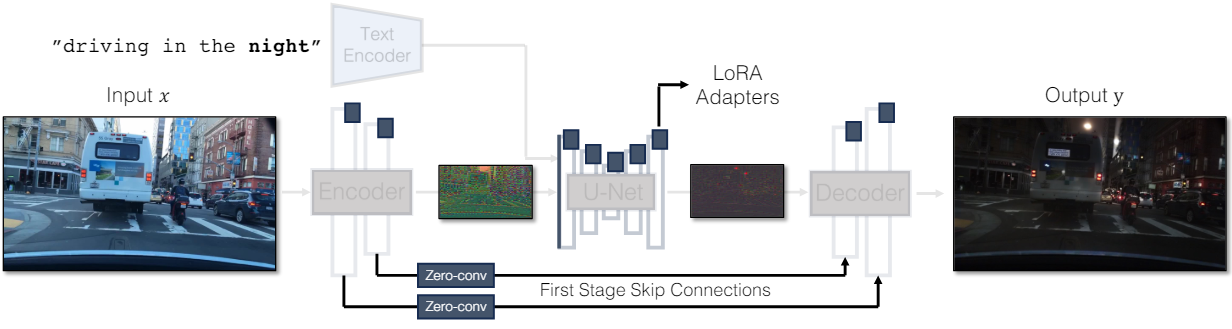 "driving in the night"
Text
Encoder
LoRA
Adapters
Input x
Output y
Encoder
U-Net
Decoder
Zero-conv
First Stage Skip Connections
Zero-conv